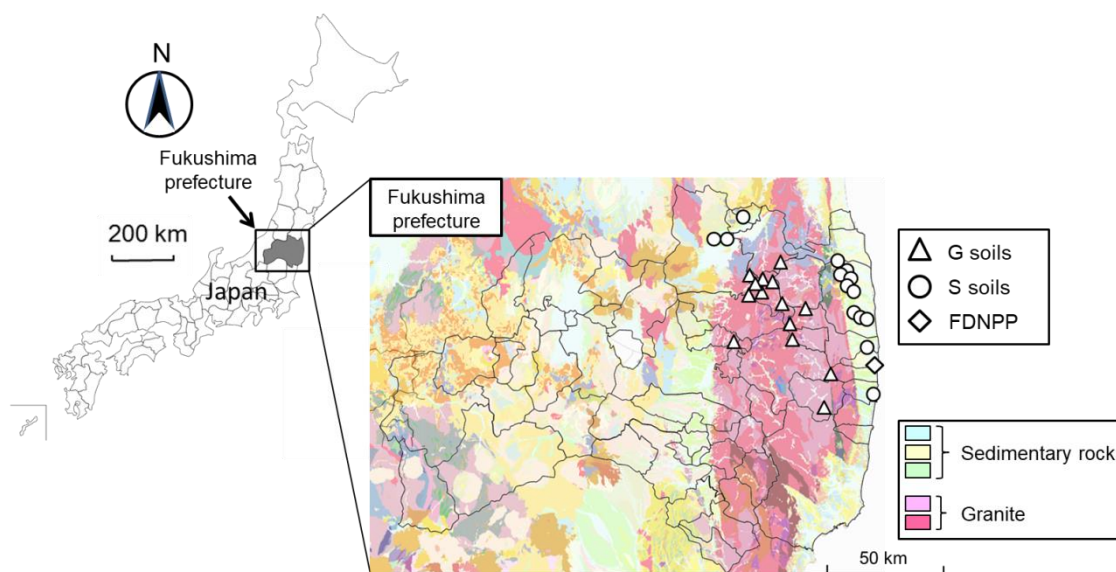 N
Fukushima
prefecture
200 km
Japan
Fukushima
prefecture
G soils
S soils
FDNPP
Sedimentary rock
Granite
50 km